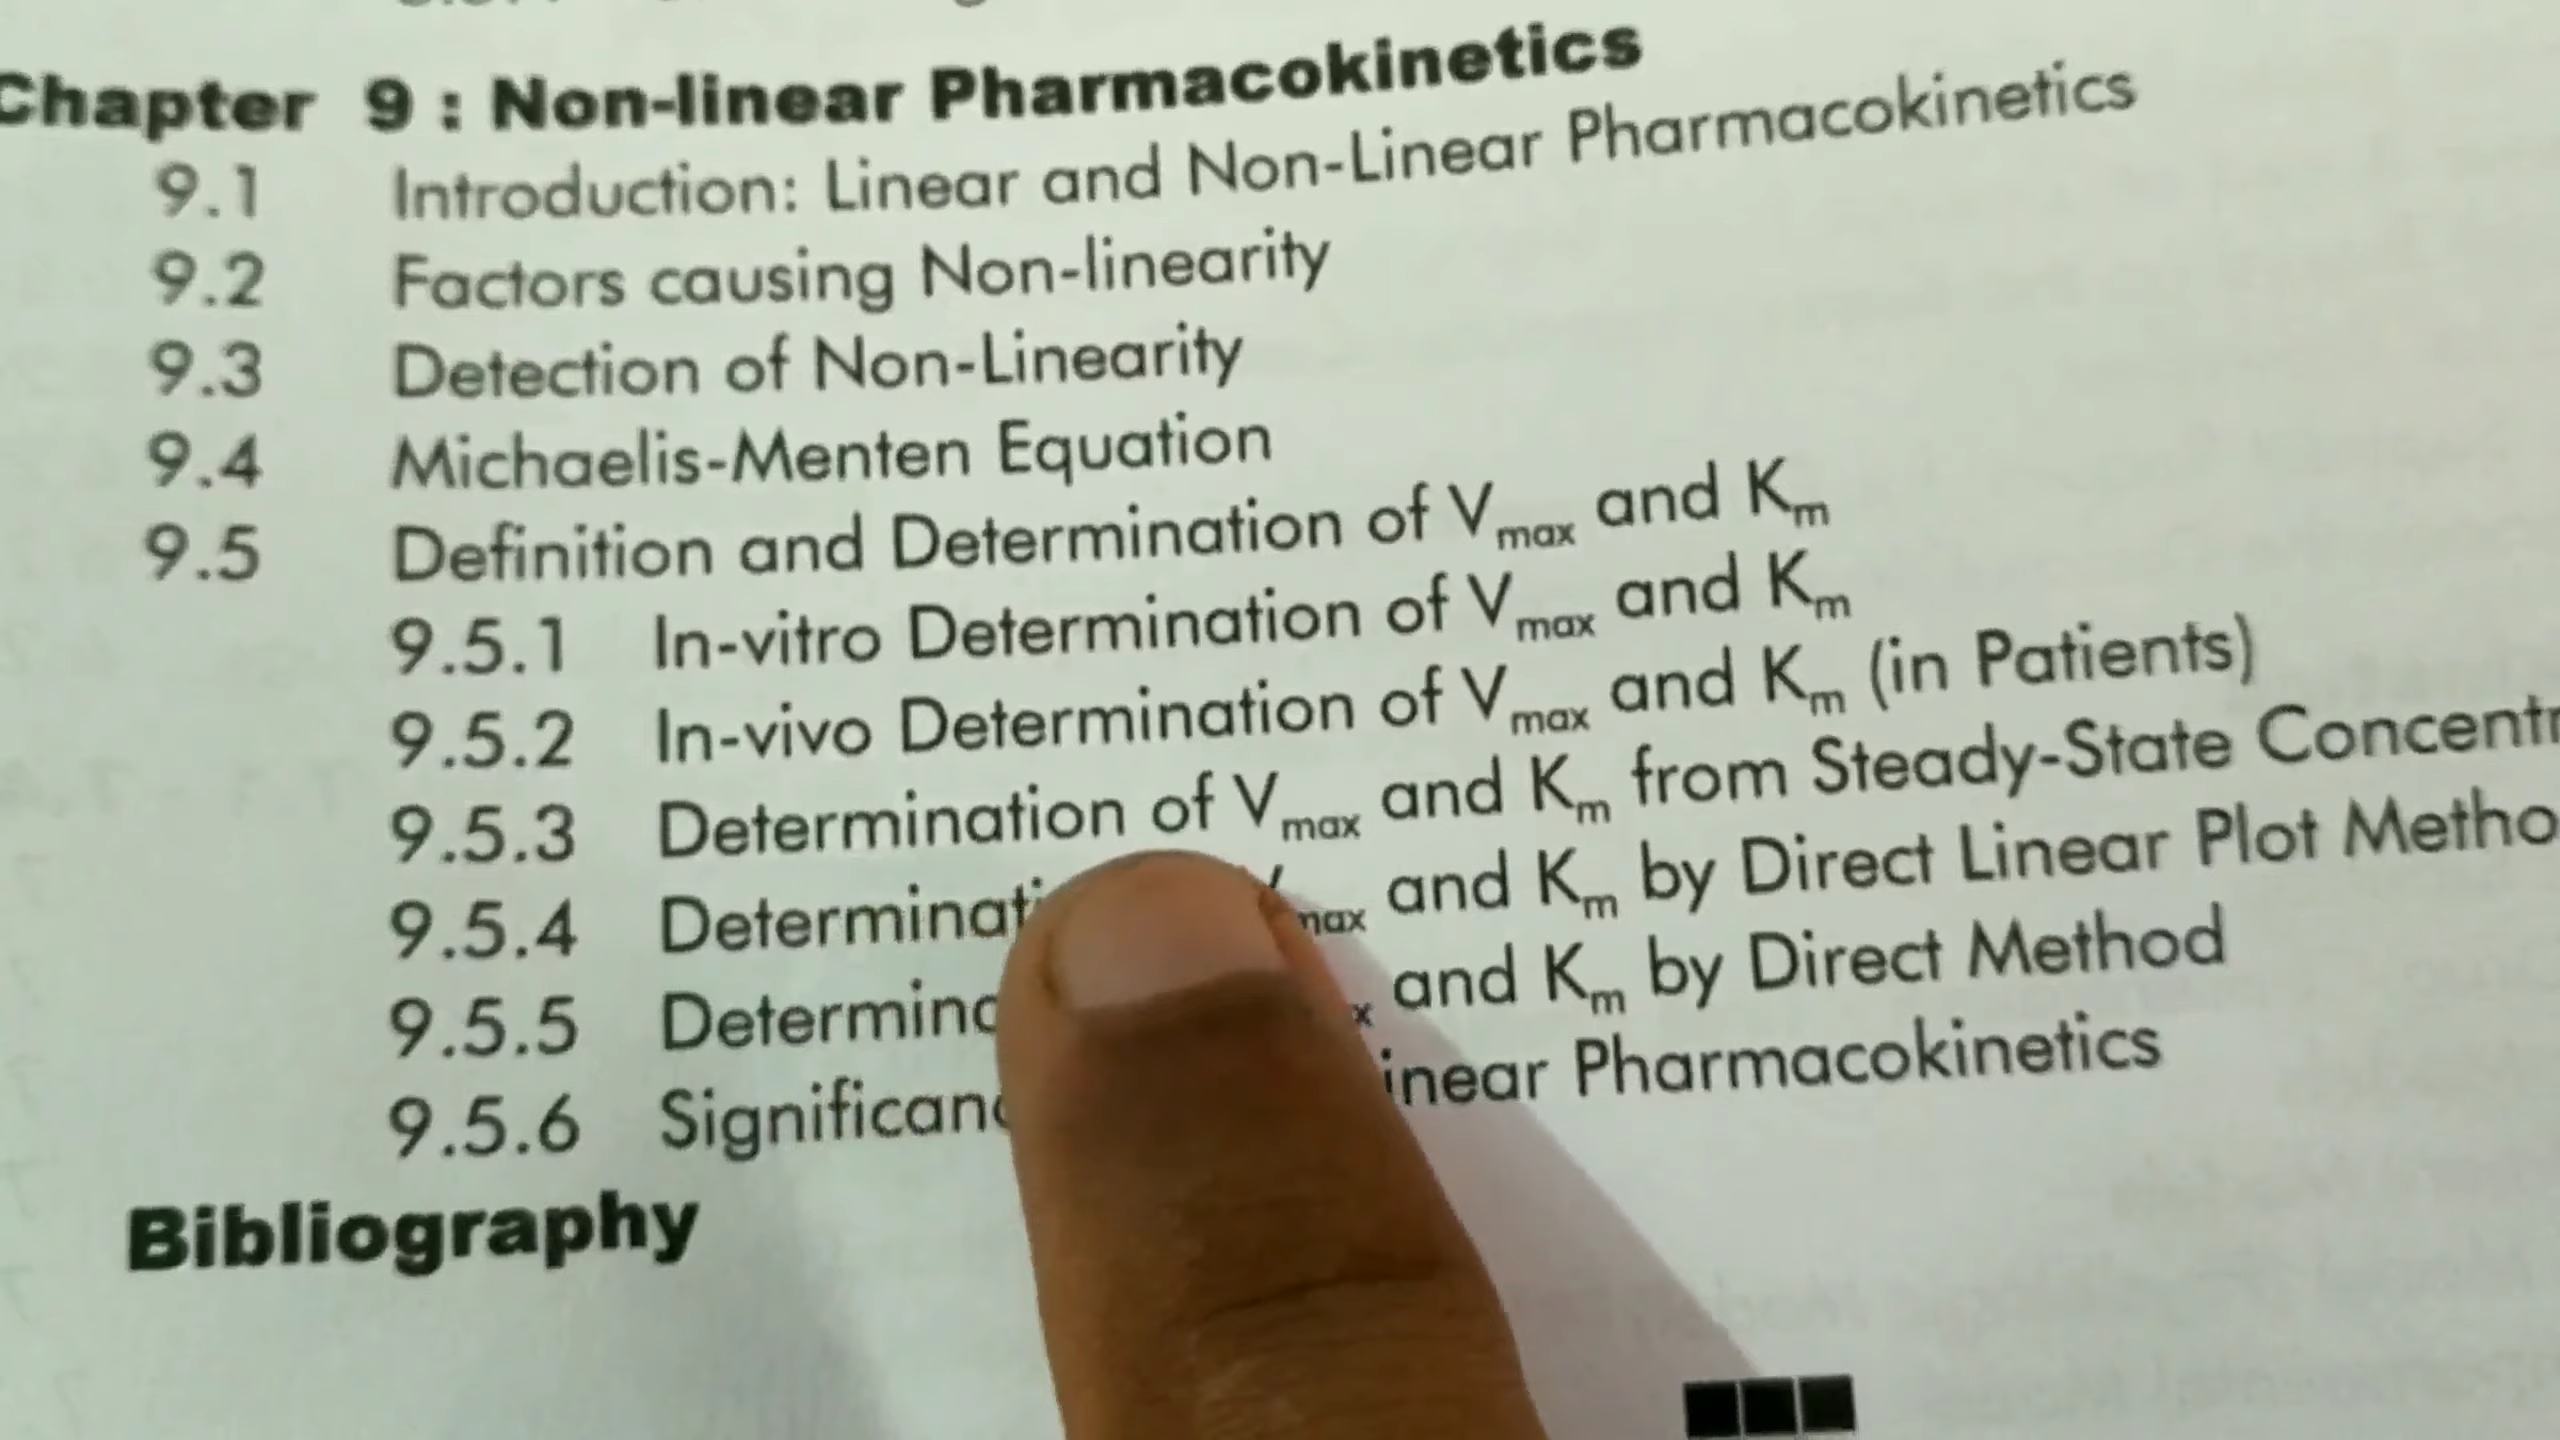 Chapter 9 : Non-linear Pharmacokinetics
9.1 Introduction: Linear and Non-Linear Pharmacokinetics
9.2 Factors causing Non-linearity
9.3 Detection of Non-Linearity
9.4 Michaelis-Menten Equation
9.5 Definition and Determination of Vmax and Km
9.5.1 In-vitro Determination of Vmax and Km
9.5.2 In-vivo Determination of Vmax and Km (in Patients)
9.5.3 Determination of Vmax and Km from Steady-State
9.5.4 max and Km by Direct Linear Plot
9.5.5 and Km by Direct Method
9.5.6 Pharmacokinetics
Bibliography